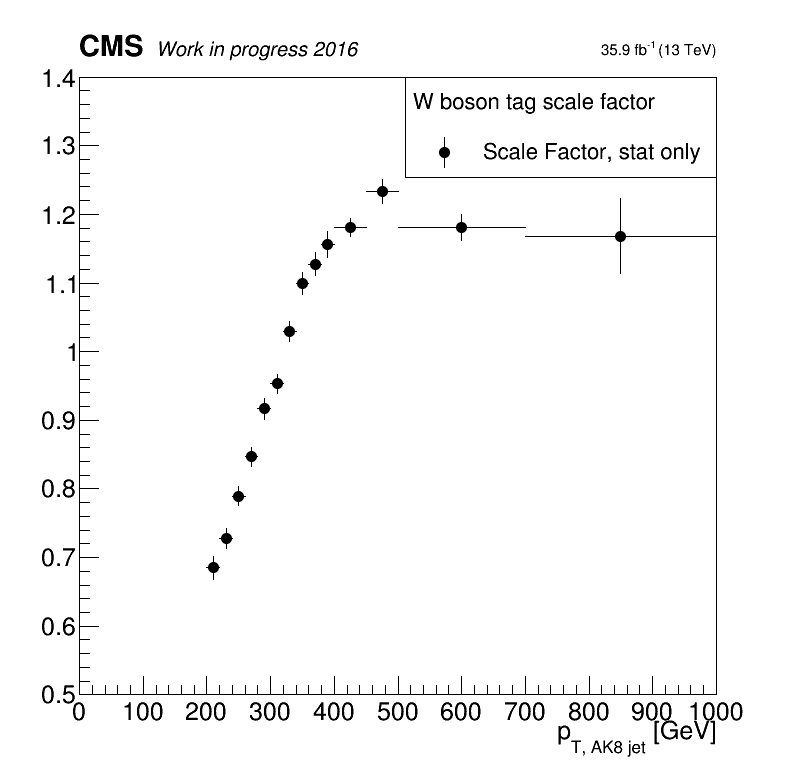 CMS Work in progress 2016 35.9 fb-1 (13 TeV)
1.4
W boson tag scale factor
1.3
Scale Factor, stat only
1.2
1.1
1
0.9
0.8
0.7
0.6
0.5
0 100 200 300 400 500 600 700 800 900 1000
pT, AK8 jet [GeV]